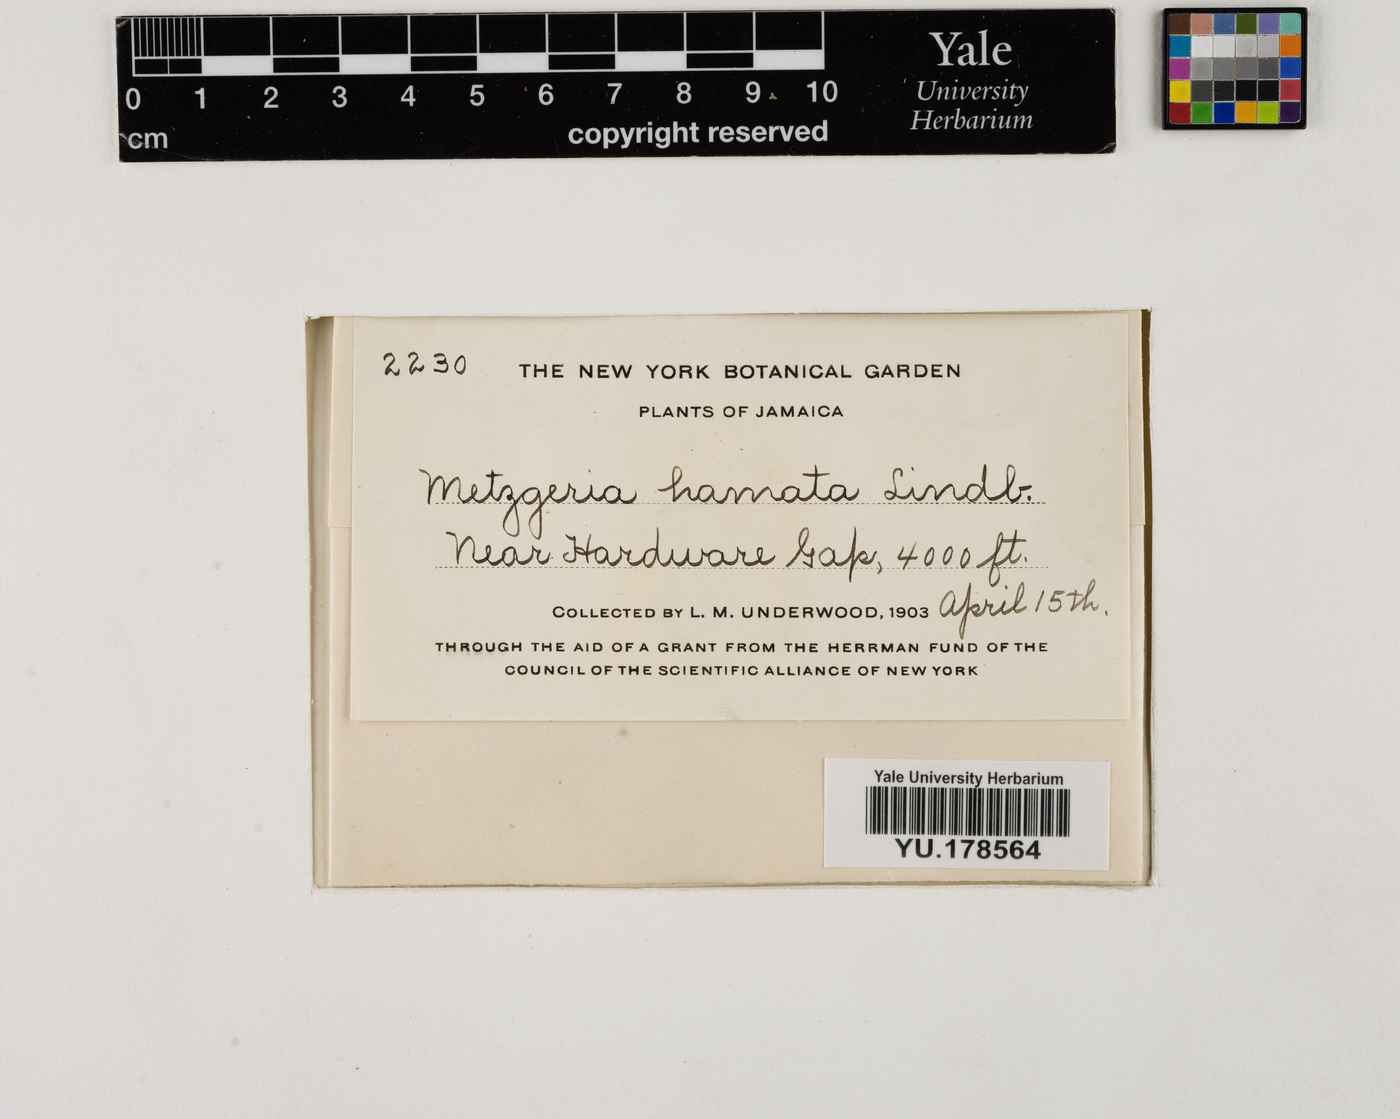 0 1 2 3 4 5 6 7 8 9 10
cm
copyright reserved
Yale
University
Herbarium
2230
THE NEW YORK BOTANICAL GARDEN
PLANTS OF JAMAICA
Metzgeria hamata Lindb.
Near Hardware Gap, 4000 ft.
COLLECTED BY L. M. UNDERWOOD, 1903 April 15th.
THROUGH THE AID OF A GRANT FROM THE HERRMAN FUND OF THE
COUNCIL OF THE SCIENTIFIC ALLIANCE OF NEW YORK
Yale University Herbarium
YU.178564